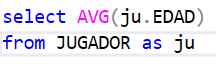 select AVG(ju.EDAD)
from JUGADOR as ju